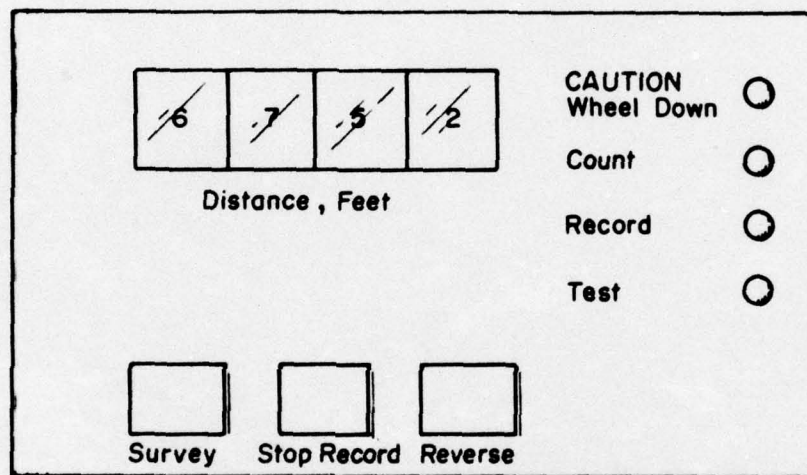 6 7 5 2
Distance, Feet
CAUTION
Wheel Down
Count
Record
Test
Survey Stop Record Reverse